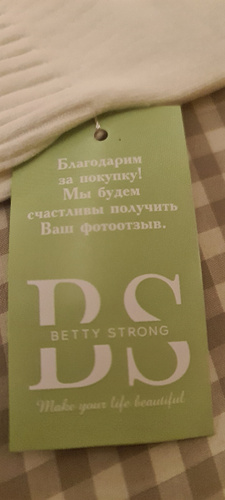 Благодарим
за покупку!
Мы будем
счастливы получить
Ваш фотоотзыв.
BS
BETTY STRONG
Make your life beautiful